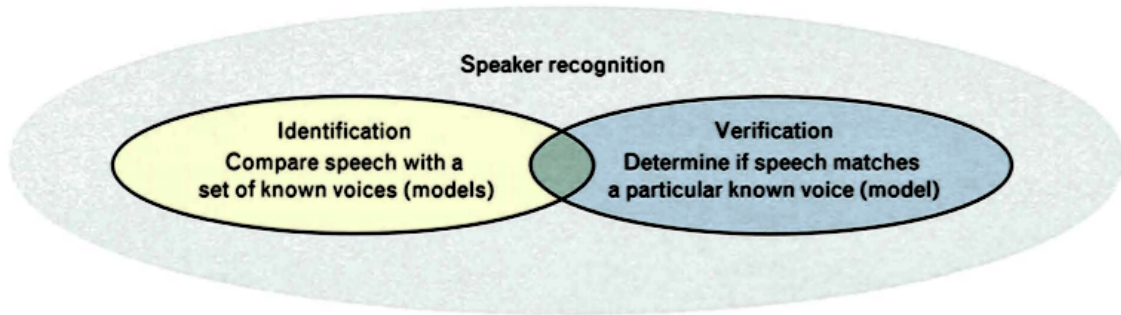 Speaker recognition
Identification
Compare speech with a
set of known voices (models)
Verification
Determine if speech matches
a particular known voice (model)